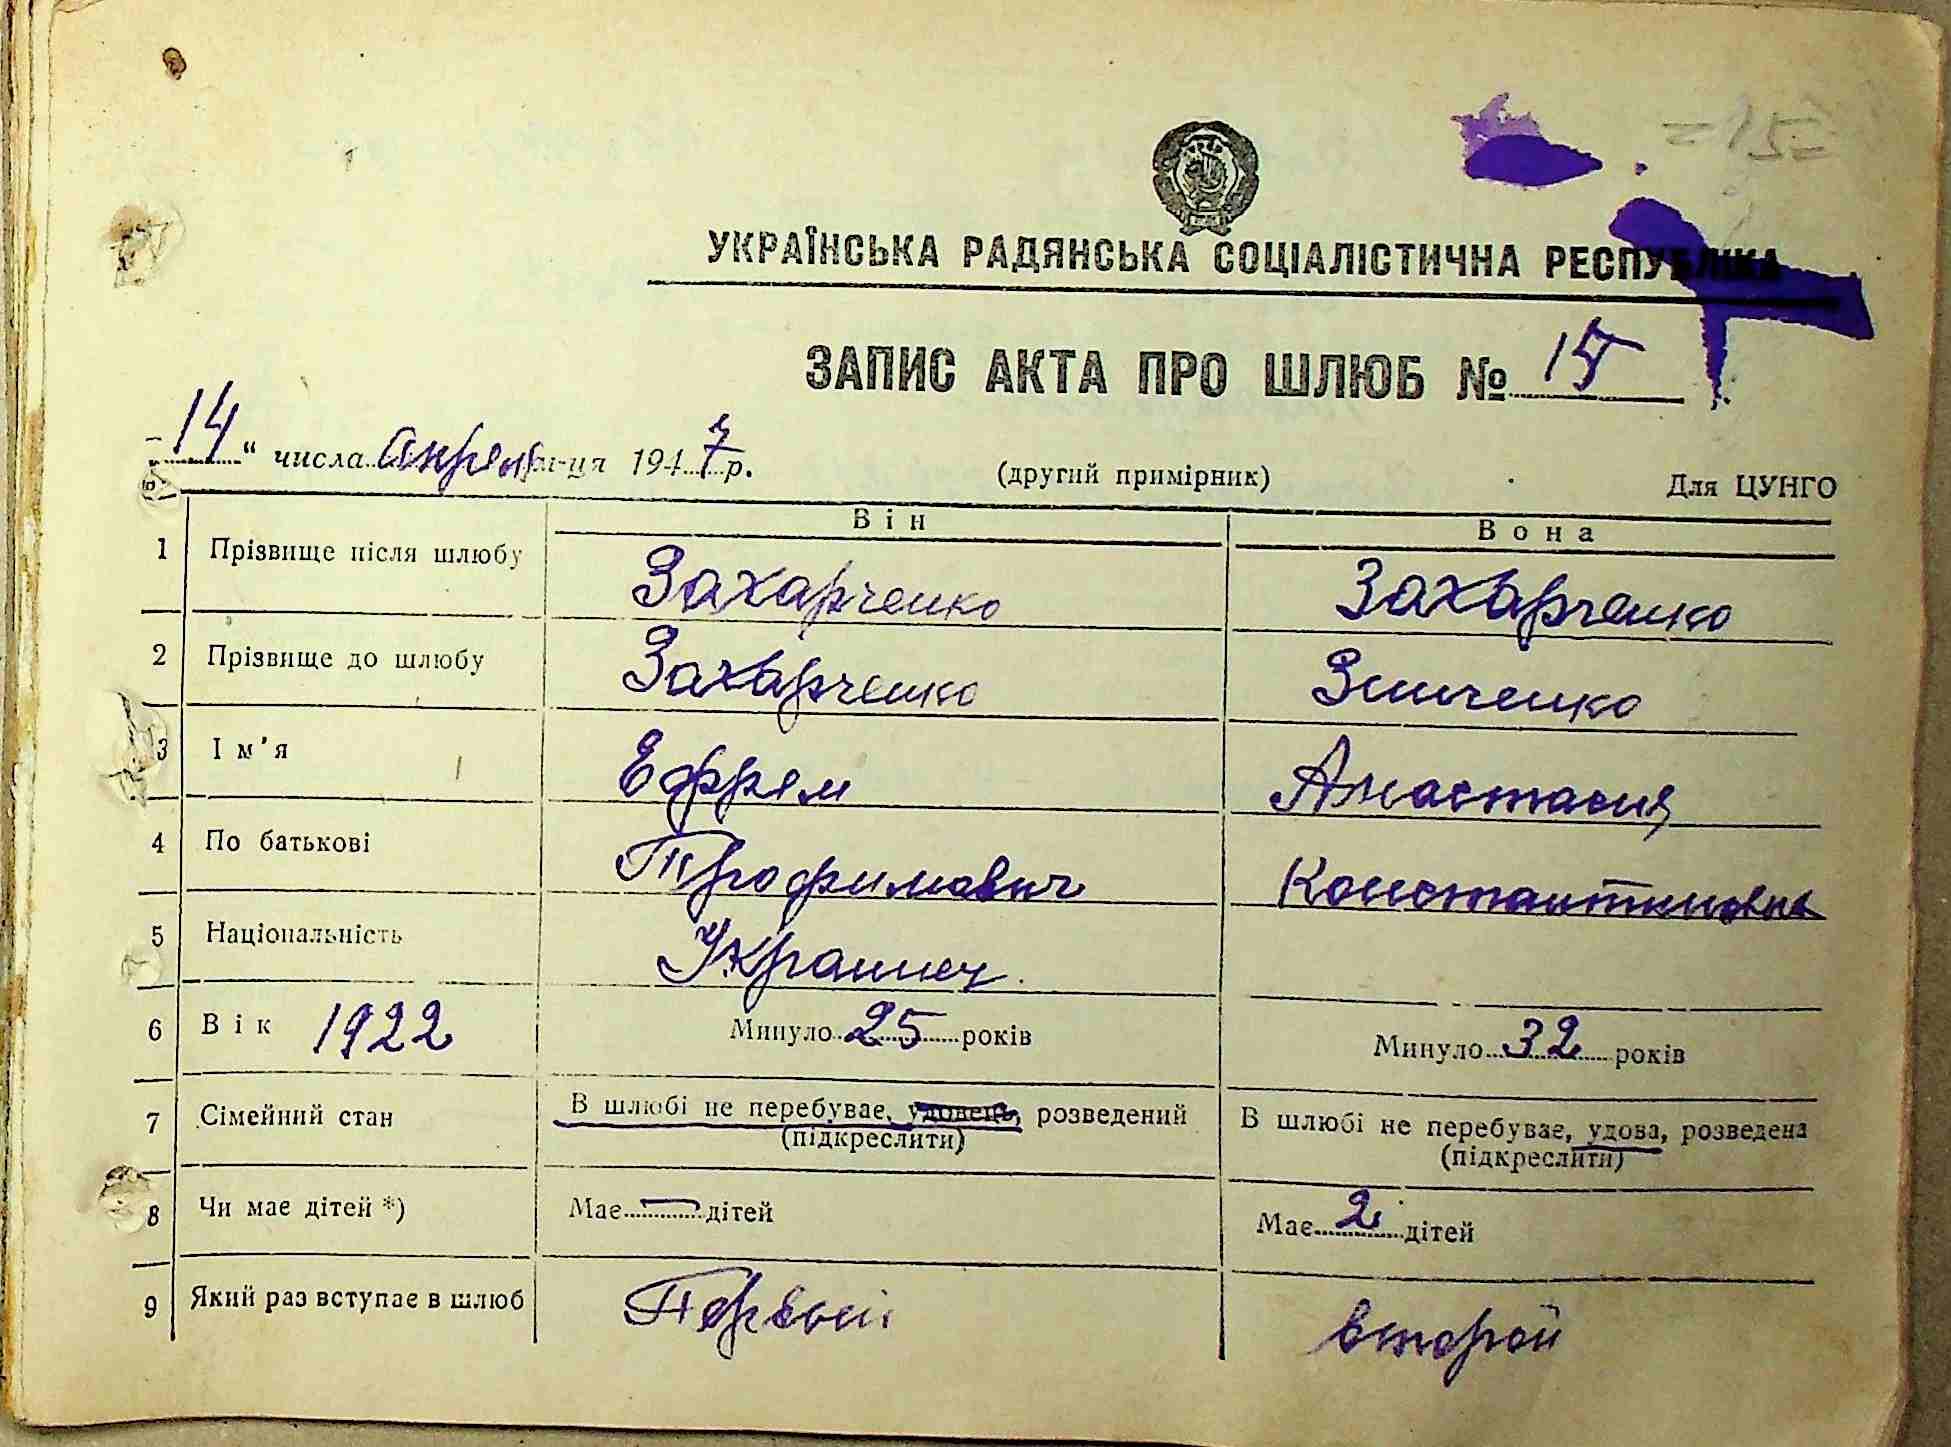 =15=
УКРАЇНСЬКА РАДЯНСЬКА СОЦІАЛІСТИЧНА РЕСПУБЛІКА
ЗАПИС АКТА ПРО ШЛЮБ № 15
14 " числа апреля м-ця 1947 р. (другий примірник) Для ЦУНГО
Він Вона
1 Прізвище після шлюбу Захарченко Захарченко
2 Прізвище до шлюбу Захарченко Зинченко
3 Ім'я Ефрем Анастасия
4 По батькові Трофимович Константиновна
5 Національність Украинец
6 Вік 1922 Минуло 25 років Минуло 32 років
7 Сімейний стан В шлюбі не перебуває, удовець, розведений В шлюбі не перебуває, удова, розведена
(підкреслити) (підкреслити)
8 Чи має дітей *) Має — дітей Має 2 дітей
9 Який раз вступає в шлюб Первый второй